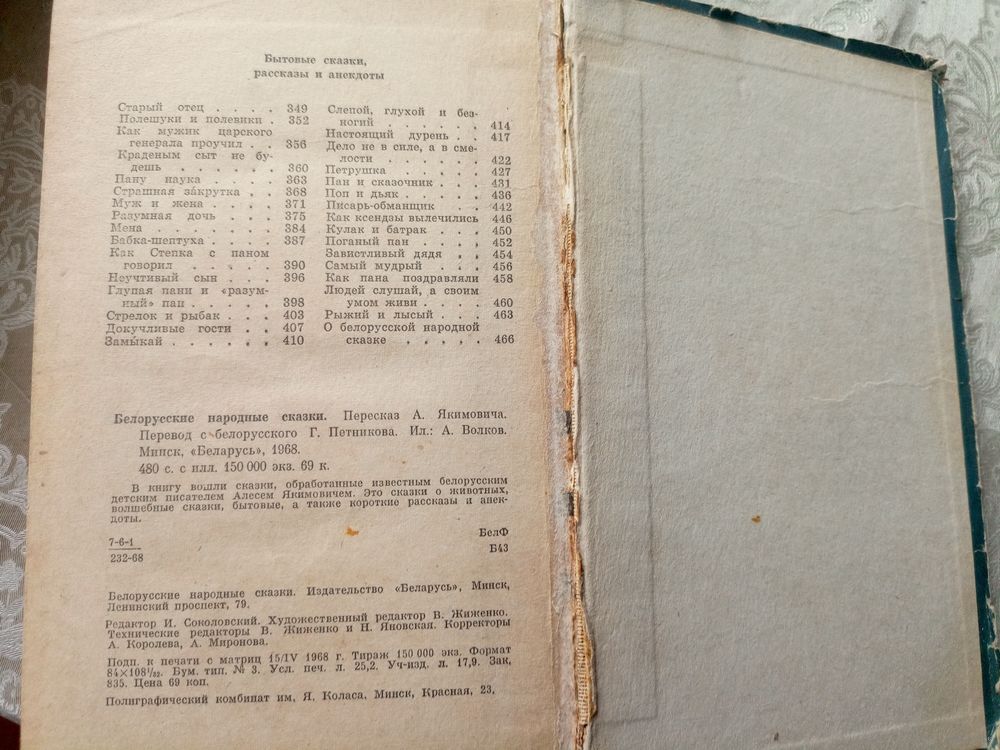 Бытовые сказки,
рассказы и анекдоты
Старый отец . . . . 349
Полешуки и полевики . 352
Как мужик царского
генерала проучил . . 356
Краденым сыт не бу-
дешь . . . . . . 360
Пану наука . . . . 363
Страшная за́крутка . . 368
Муж и жена . . . . 371
Разумная дочь . . . 375
Мена . . . . . . . 384
Бабка-шептуха . . . . 387
Как Степка с паном
говорил . . . . . 390
Неучтивый сын . . . 396
Глупая пани и «разум-
ный» пан . . . . . 398
Стрелок и рыбак . . . 403
Докучливые гости . . 407
Замы́кай . . . . . . 410
Слепой, глухой и без-
ногий . . . . . . 414
Настоящий дурень . . 417
Дело не в силе, а в сме-
лости . . . . . . 422
Петрушка . . . . . 427
Пан и сказочник . . . 431
Поп и дьяк . . . . 436
Писарь-обманщик . . 442
Как ксендзы вылечились 446
Кулак и батрак . . . 450
Поганый пан . . . . 452
Завистливый дядя . . 454
Самый мудрый . . . 456
Как пана поздравляли 458
Людей слушай, а своим
умом живи . . . . 460
Рыжий и лысый . . . 463
О белорусской народной
сказке . . . . . 466
Белорусские народные сказки. Пересказ А. Якимовича.
Перевод с белорусского Г. Петникова. Ил.: А. Волков.
Минск, «Беларусь», 1968.
480 с. с илл. 150 000 экз. 69 к.
В книгу вошли сказки, обработанные известным белорусским
детским писателем Алесем Якимовичем. Это сказки о животных,
волшебные сказки, бытовые, а также короткие рассказы и анек-
доты.
7-6-1
232-68
БелФ
Б43
Белорусские народные сказки. Издательство «Беларусь», Минск,
Ленинский проспект, 79.
Редактор И. Соколовский. Художественный редактор В. Жиженко.
Технические редакторы В. Жиженко и Н. Яновская. Корректоры
А. Королева, А. Миронова.
Подп. к печати с матриц 15/IV 1968 г. Тираж 150 000 экз. Формат
84×108¹/₃₂. Бум. тип. № 3. Усл. печ. л. 25,2. Уч-изд. л. 17,9. Зак,
835. Цена 69 коп.
Полиграфический комбинат им, Я. Коласа, Минск, Красная, 23.